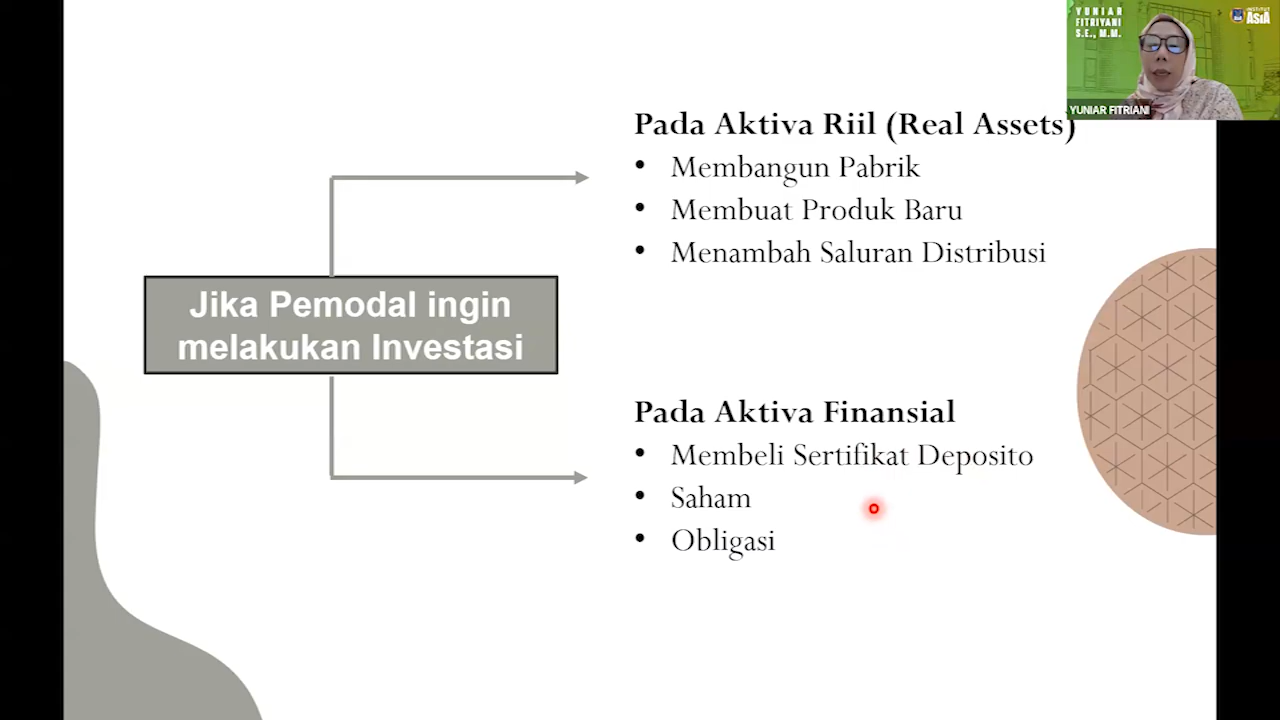 YUNIAR
FITRIYANI
S.E., M.M.
INSTITUT
ASIA
YUNIAR FITRIANI
Pada Aktiva Riil (Real Assets)
• Membangun Pabrik
• Membuat Produk Baru
• Menambah Saluran Distribusi
Jika Pemodal ingin
melakukan Investasi
Pada Aktiva Finansial
• Membeli Sertifikat Deposito
• Saham
• Obligasi